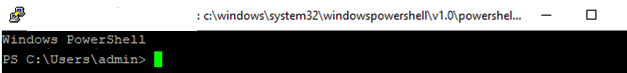 : c:\windows\system32\windowspowershell\v1.0\powershel...
Windows PowerShell
PS C:\Users\admin>